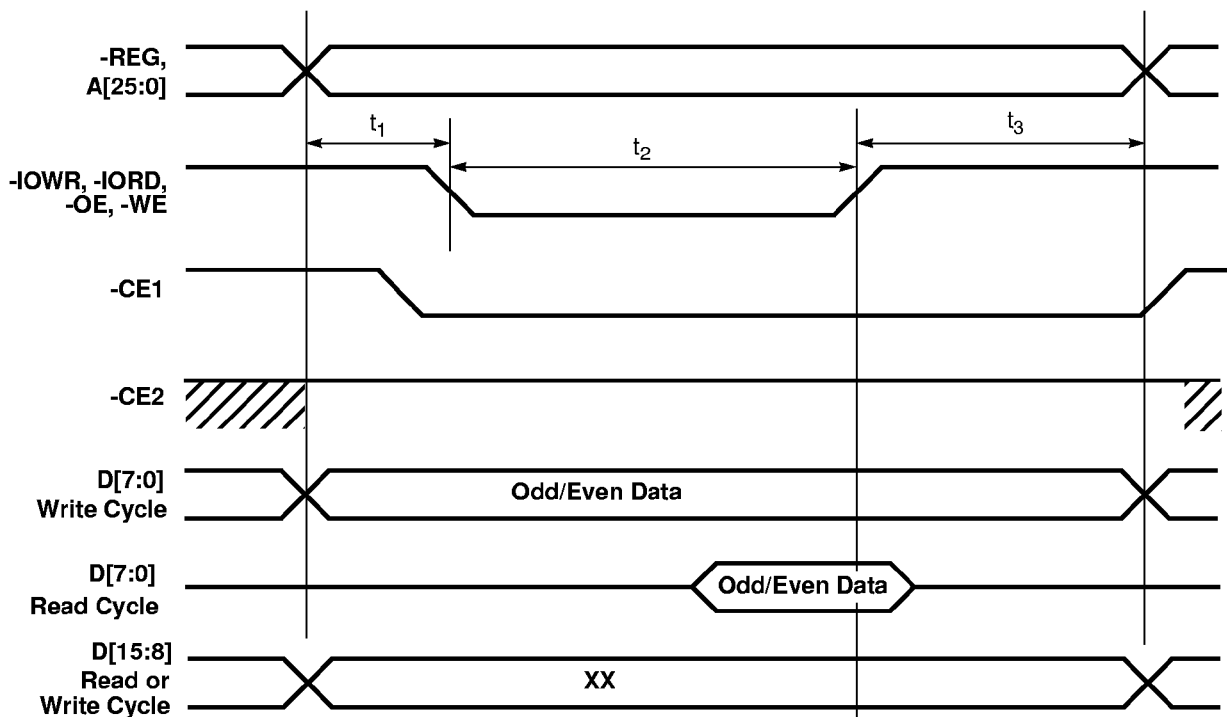 -REG,
A[25:0]
t1
t2
t3
-IOWR, -IORD,
-OE, -WE
-CE1
-CE2
D[7:0]
Write Cycle
Odd/Even Data
D[7:0]
Read Cycle
Odd/Even Data
D[15:8]
Read or
Write Cycle
XX